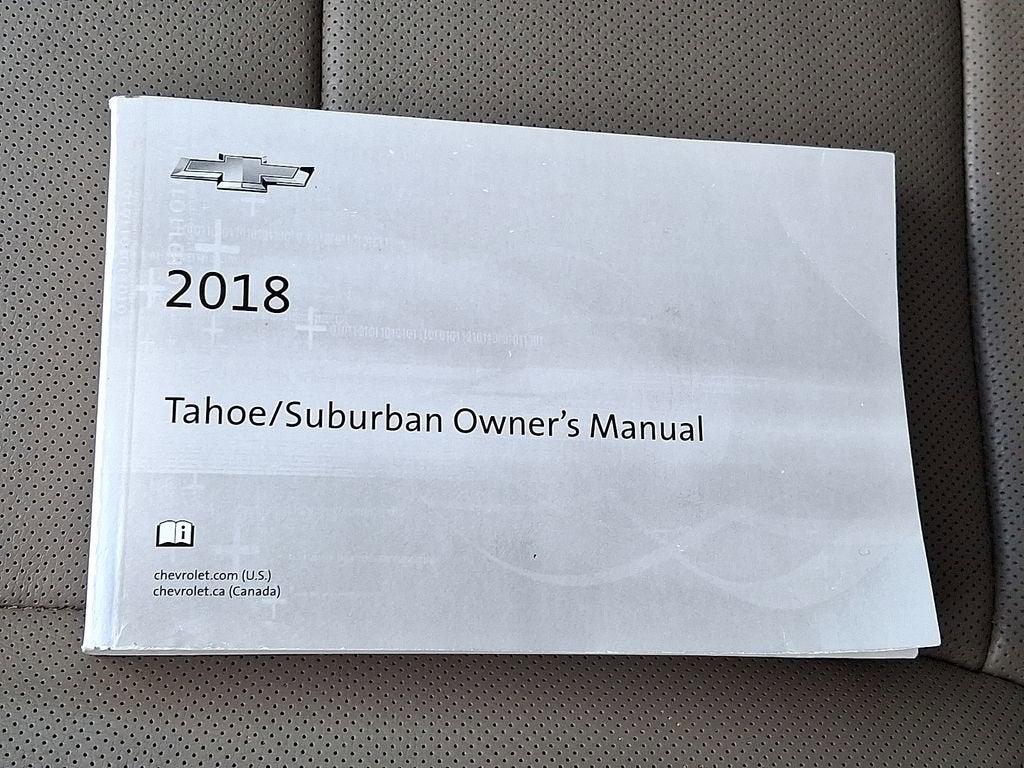 2018
Tahoe/Suburban Owner's Manual
i
chevrolet.com (U.S.)
chevrolet.ca (Canada)